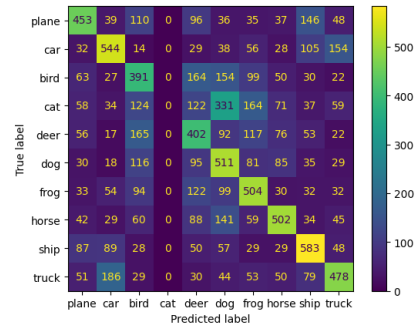 plane 453 39 110 0 96 36 35 37 146 48
car 32 544 14 0 29 38 56 28 105 154
bird 63 27 391 0 164 154 99 50 30 22
cat 58 34 124 0 122 331 164 71 37 59
deer 56 17 165 0 402 92 117 76 53 22
dog 30 18 116 0 95 511 81 85 35 29
frog 33 54 94 0 122 99 504 30 32 32
horse 42 29 60 0 88 141 59 502 34 45
ship 87 89 28 0 50 57 29 29 583 48
truck 51 186 29 0 30 44 53 50 79 478
plane car bird cat deer dog frog horse ship truck
Predicted label
True label
500
400
300
200
100
0